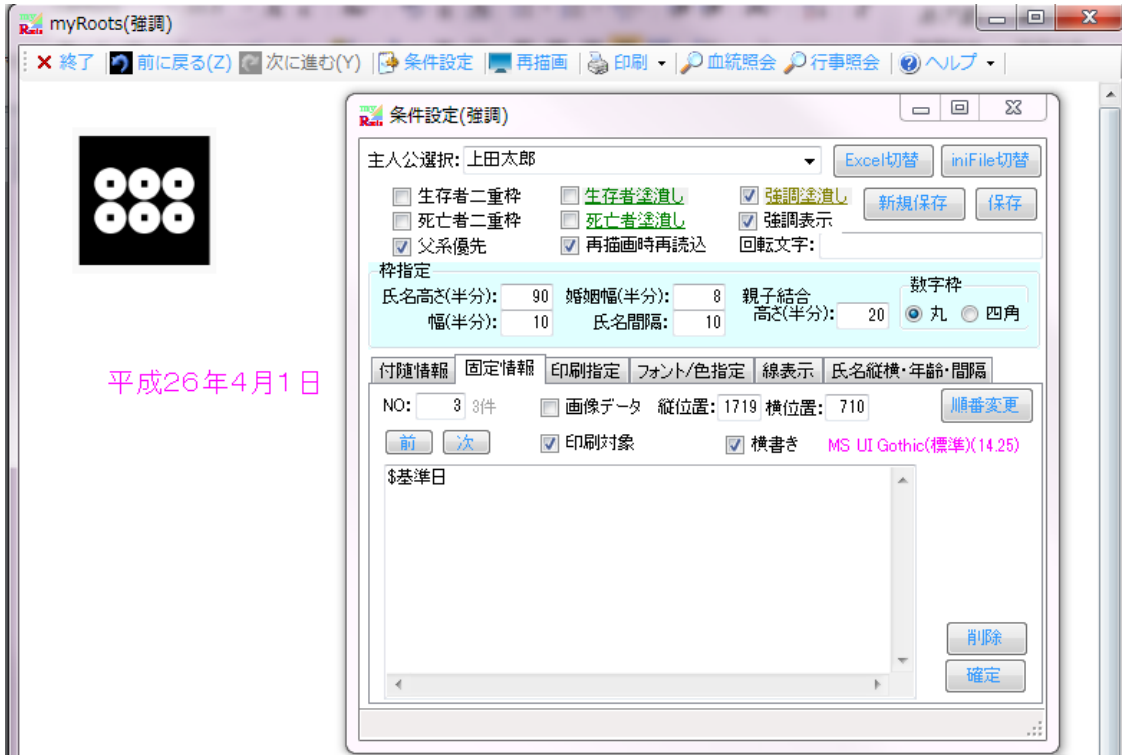 myRoots(強調)
終了 前に戻る(Z) 次に進む(Y) 条件設定 再描画 印刷 血統照会 行事照会 ヘルプ
条件設定(強調)
主人公選択: 上田太郎 Excel切替 iniFile切替
生存者二重枠 生存者塗潰し 強調塗潰し 新規保存 保存
死亡者二重枠 死亡者塗潰し 強調表示
父系優先 再描画時再読込 回転文字:
枠指定
氏名高さ(半分): 90 婚姻幅(半分): 8 親子結合 数字枠
幅(半分): 10 氏名間隔: 10 高さ(半分): 20 丸 四角
付随情報 固定情報 印刷指定 フォント/色指定 線表示 氏名縦横・年齢・間隔
平成26年4月1日
NO: 3 3件 画像データ 縦位置: 1719 横位置: 710 順番変更
前 次 印刷対象 横書き MS UI Gothic(標準)(14.25)
$基準日
削除
確定